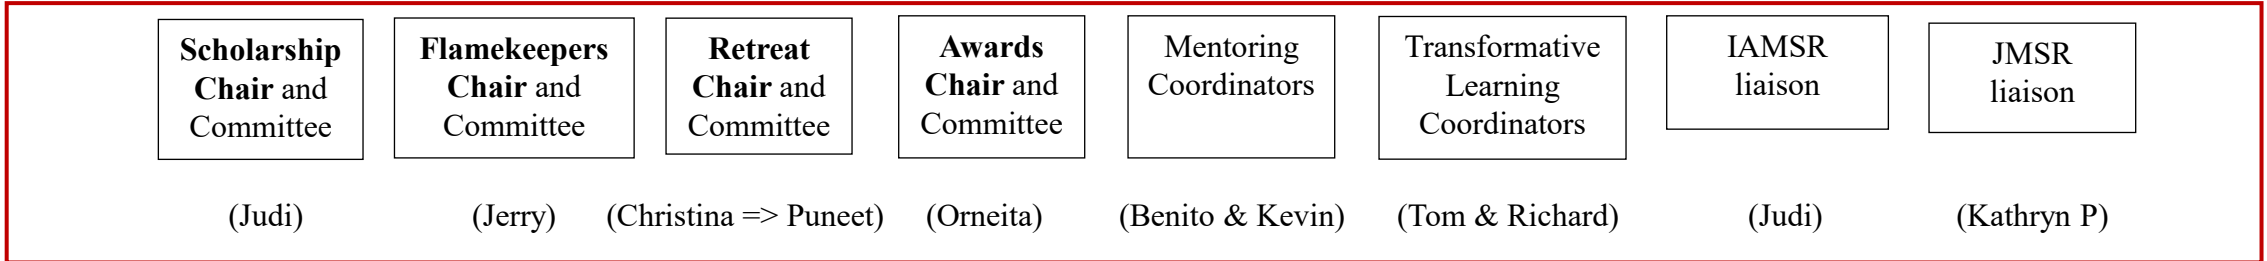 Scholarship
Chair and
Committee
Flamekeepers
Chair and
Committee
Retreat
Chair and
Committee
Awards
Chair and
Committee
Mentoring
Coordinators
Transformative
Learning
Coordinators
IAMSR
liaison
JMSR
liaison
(Judi)
(Jerry)
(Christina => Puneet)
(Orneita)
(Benito & Kevin)
(Tom & Richard)
(Judi)
(Kathryn P)